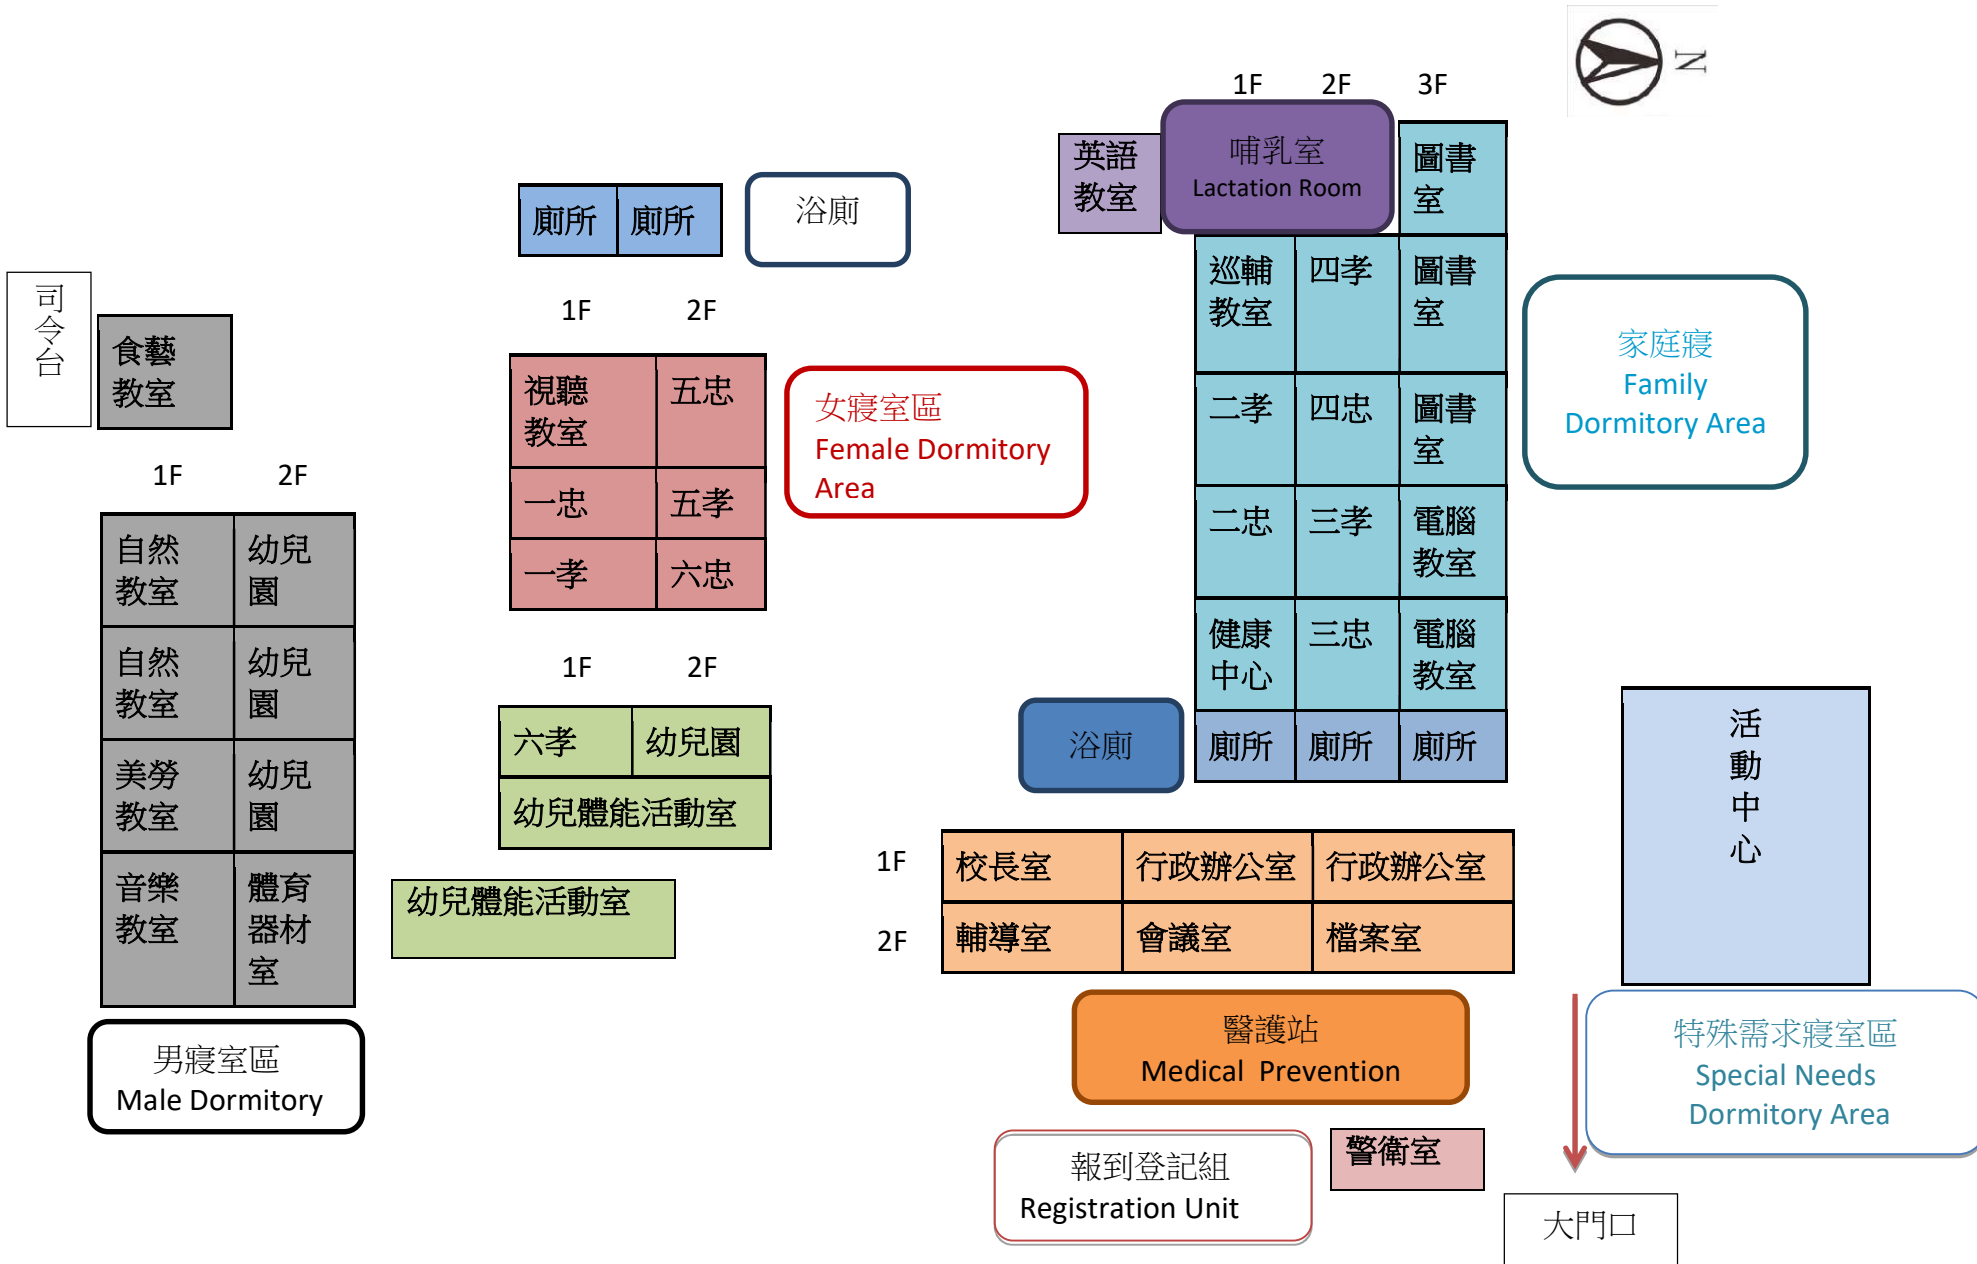 N
1F
2F
3F
英語
教室
哺乳室
Lactation Room
圖書
室
巡輔
教室
四孝
圖書
室
二孝
四忠
圖書
室
二忠
三孝
電腦
教室
健康
中心
三忠
電腦
教室
浴廁
廁所
廁所
廁所
家庭寢
Family
Dormitory Area
廁所
廁所
浴廁
1F
2F
視聽
教室
五忠
一忠
五孝
一孝
六忠
女寢室區
Female Dormitory
Area
1F
2F
六孝
幼兒園
幼兒體能活動室
幼兒體能活動室
司令台
食藝
教室
1F
2F
自然
教室
幼兒
園
自然
教室
幼兒
園
美勞
教室
幼兒
園
音樂
教室
體育
器材
室
男寢室區
Male Dormitory
1F
校長室
行政辦公室
行政辦公室
2F
輔導室
會議室
檔案室
醫護站
Medical Prevention
活動中心
特殊需求寢室區
Special Needs
Dormitory Area
報到登記組
Registration Unit
警衛室
大門口